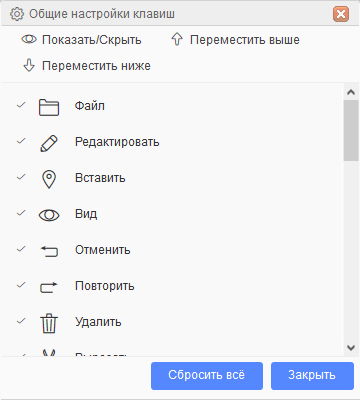 Общие настройки клавиш
Показать/Скрыть Переместить выше
Переместить ниже
Файл
Редактировать
Вставить
Вид
Отменить
Повторить
Удалить
Вырезать
Сбросить всё Закрыть